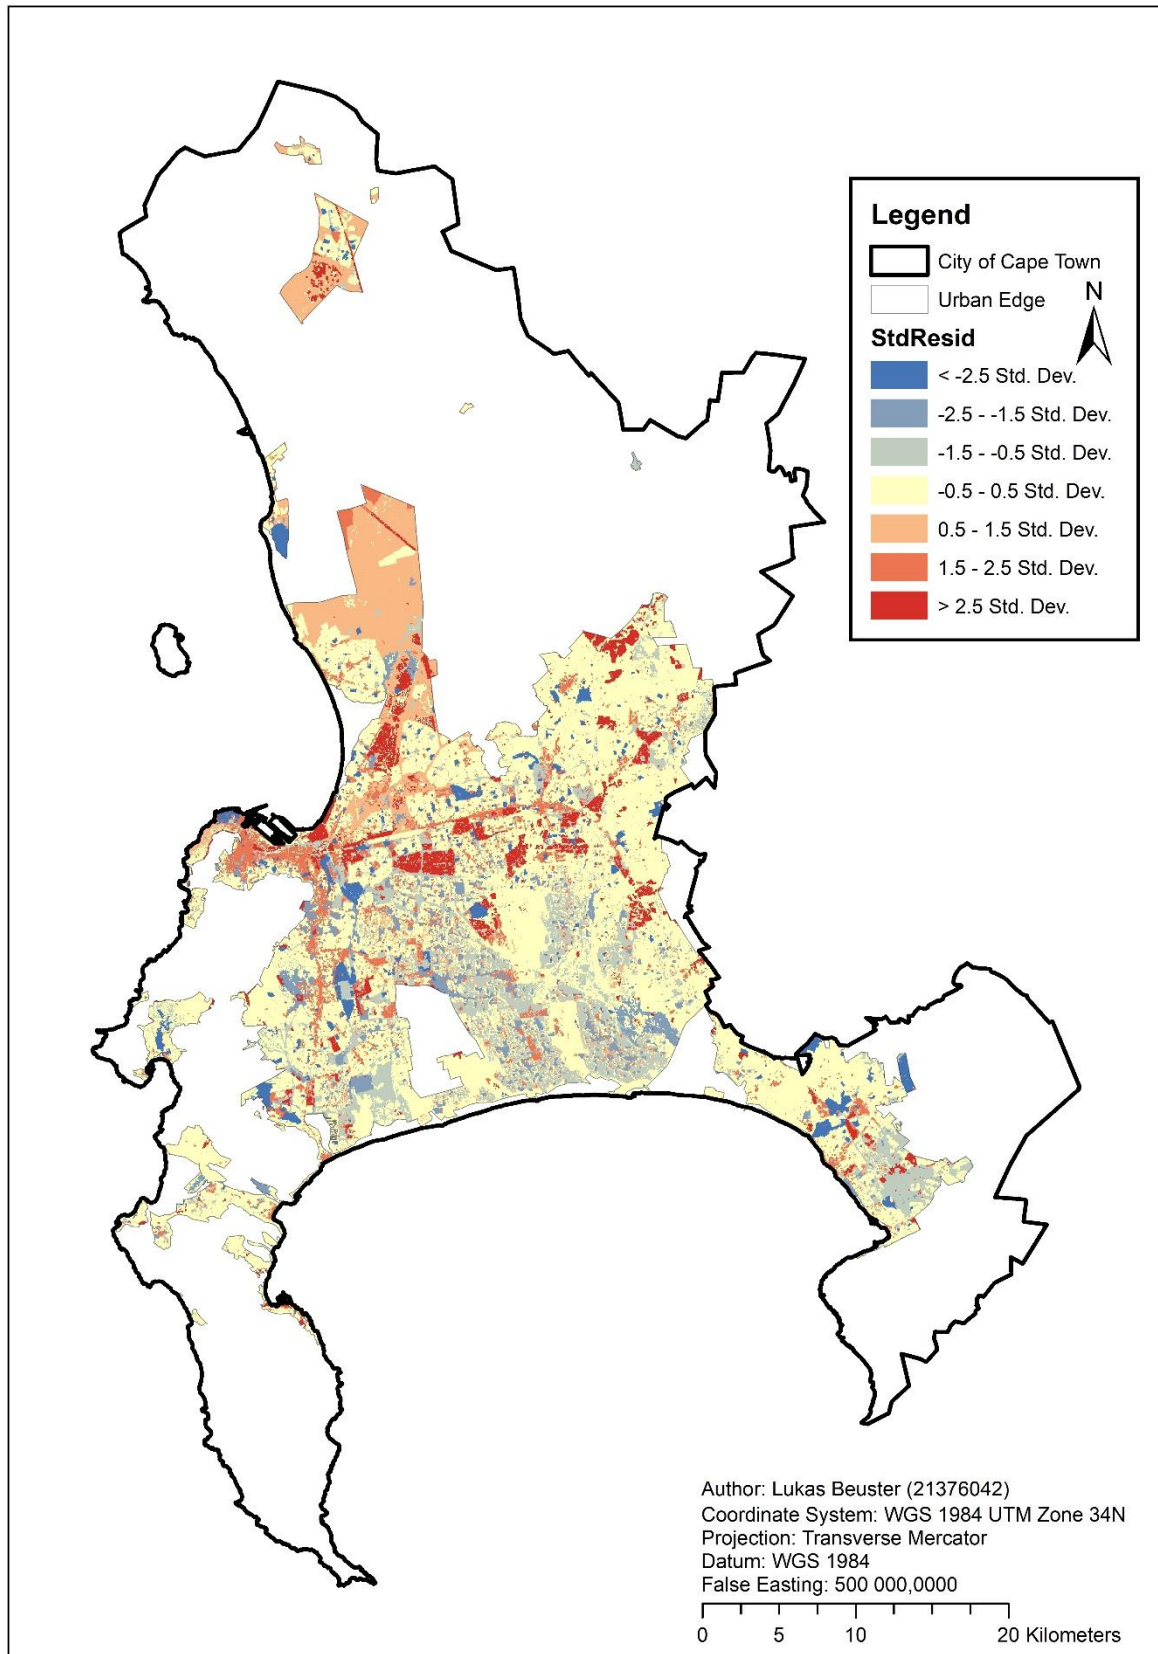 Legend
City of Cape Town
Urban Edge
N
StdResid
< -2.5 Std. Dev.
-2.5 - -1.5 Std. Dev.
-1.5 - -0.5 Std. Dev.
-0.5 - 0.5 Std. Dev.
0.5 - 1.5 Std. Dev.
1.5 - 2.5 Std. Dev.
> 2.5 Std. Dev.
Author: Lukas Beuster (21376042)
Coordinate System: WGS 1984 UTM Zone 34N
Projection: Transverse Mercator
Datum: WGS 1984
False Easting: 500 000,0000
0 5 10 20 Kilometers